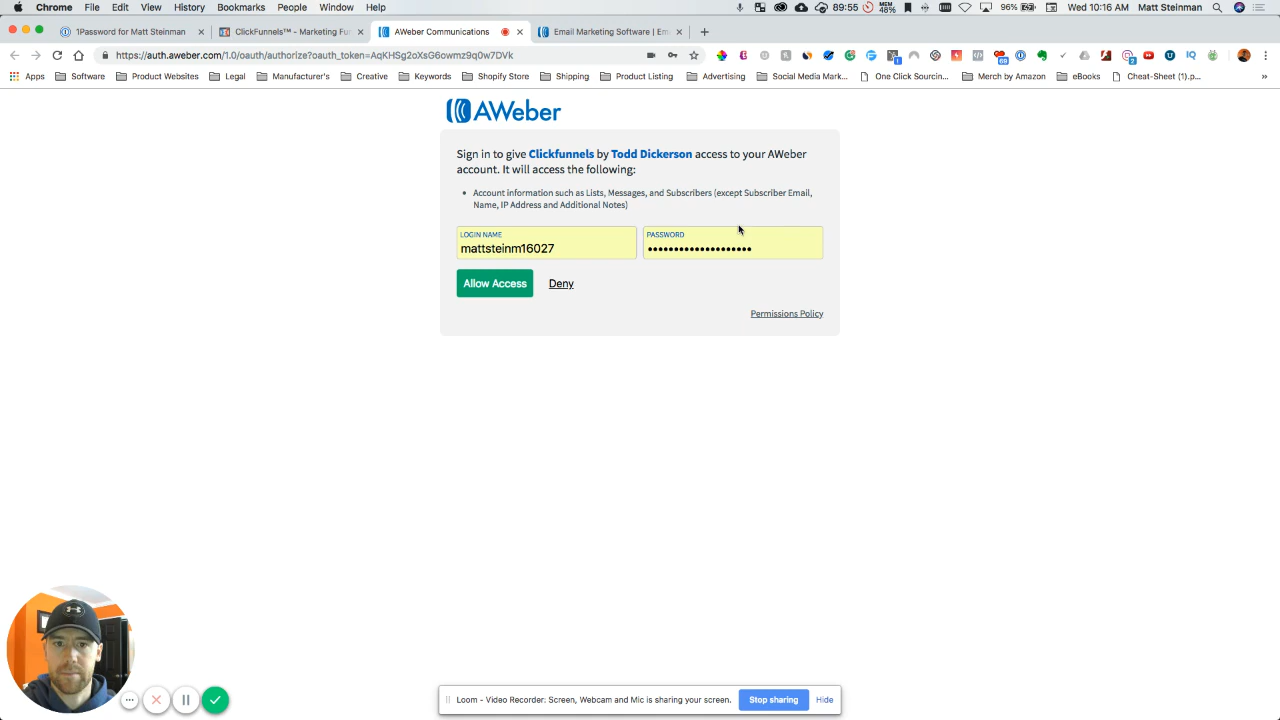 Chrome File Edit View History Bookmarks People Window Help 89:55 MEM 48% 96% Wed 10:16 AM Matt Steinman
1Password for Matt Steinman ClickFunnels™ - Marketing Fu AWeber Communications Email Marketing Software | Em
https://auth.aweber.com/1.0/oauth/authorize?oauth_token=AqKHSg2oXsG6owmz9q0w7DVk
Apps Software Product Websites Legal Manufacturer's Creative Keywords Shopify Store Shipping Product Listing Advertising Social Media Mark... One Click Sourcin... Merch by Amazon eBooks Cheat-Sheet (1).p... »
AWeber
Sign in to give Clickfunnels by Todd Dickerson access to your AWeber
account. It will access the following:
• Account information such as Lists, Messages, and Subscribers (except Subscriber Email,
Name, IP Address and Additional Notes)
LOGIN NAME PASSWORD
mattsteinm16027 ••••••••••••••••••••
Allow Access Deny
Permissions Policy
Loom - Video Recorder: Screen, Webcam and Mic is sharing your screen. Stop sharing Hide